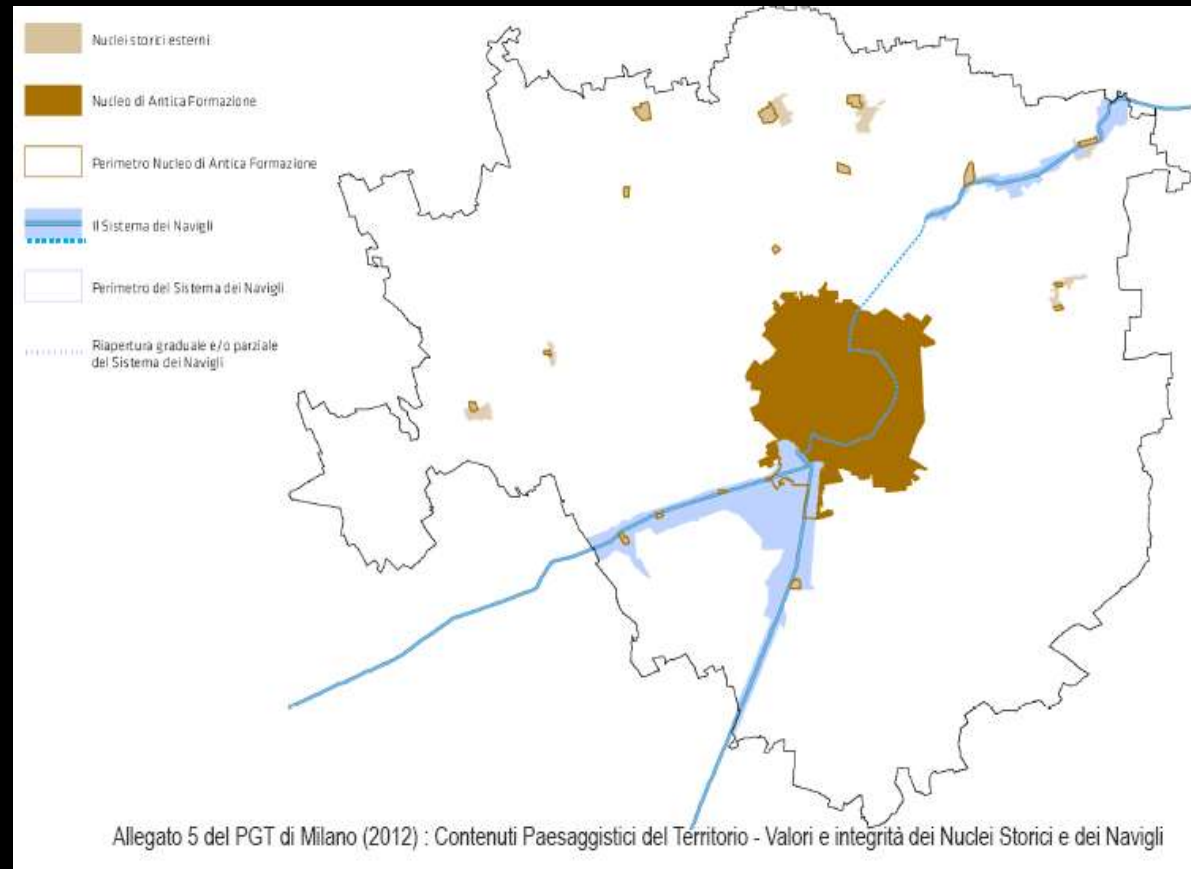 Nuclei storici esterni
Nucleo di Antica Formazione
Perimetro Nucleo di Antica Formazione
Il Sistema dei Navigli
Perimetro del Sistema dei Navigli
Riapertura graduale e/o parziale
del Sistema dei Navigli
Allegato 5 del PGT di Milano (2012) : Contenuti Paesaggistici del Territorio - Valori e integrità dei Nuclei Storici e dei Navigli